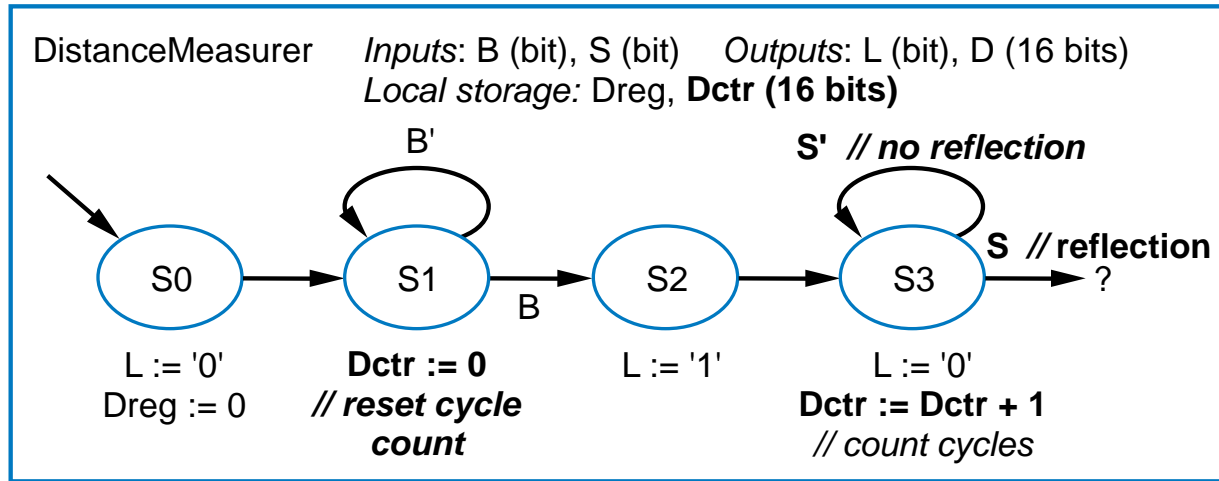 DistanceMeasurer Inputs: B (bit), S (bit) Outputs: L (bit), D (16 bits)
Local storage: Dreg, Dctr (16 bits)
B'
S' // no reflection
S // reflection
S0
S1
S2
S3
?
B
L := '0'
Dreg := 0
Dctr := 0
// reset cycle
count
L := '1'
L := '0'
Dctr := Dctr + 1
// count cycles